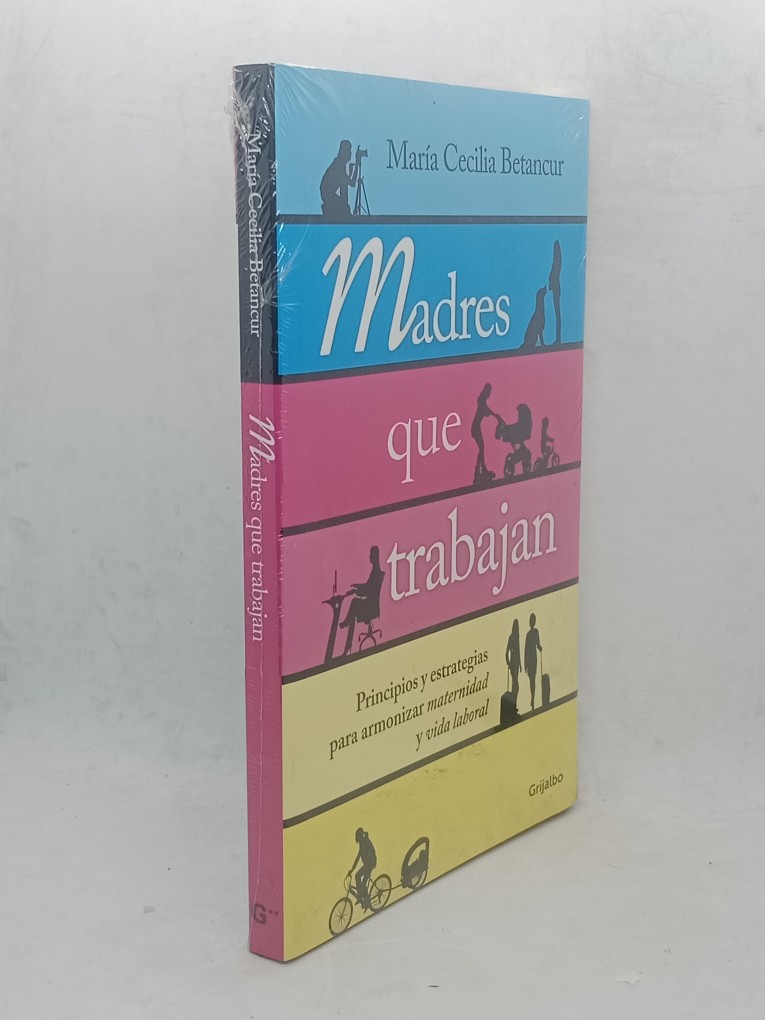 María Cecilia Betancur
Madres
que
trabajan
Principios y estrategias
para armonizar maternidad
y vida laboral
Grijalbo
María Cecilia Betancur
Madres que trabajan
G